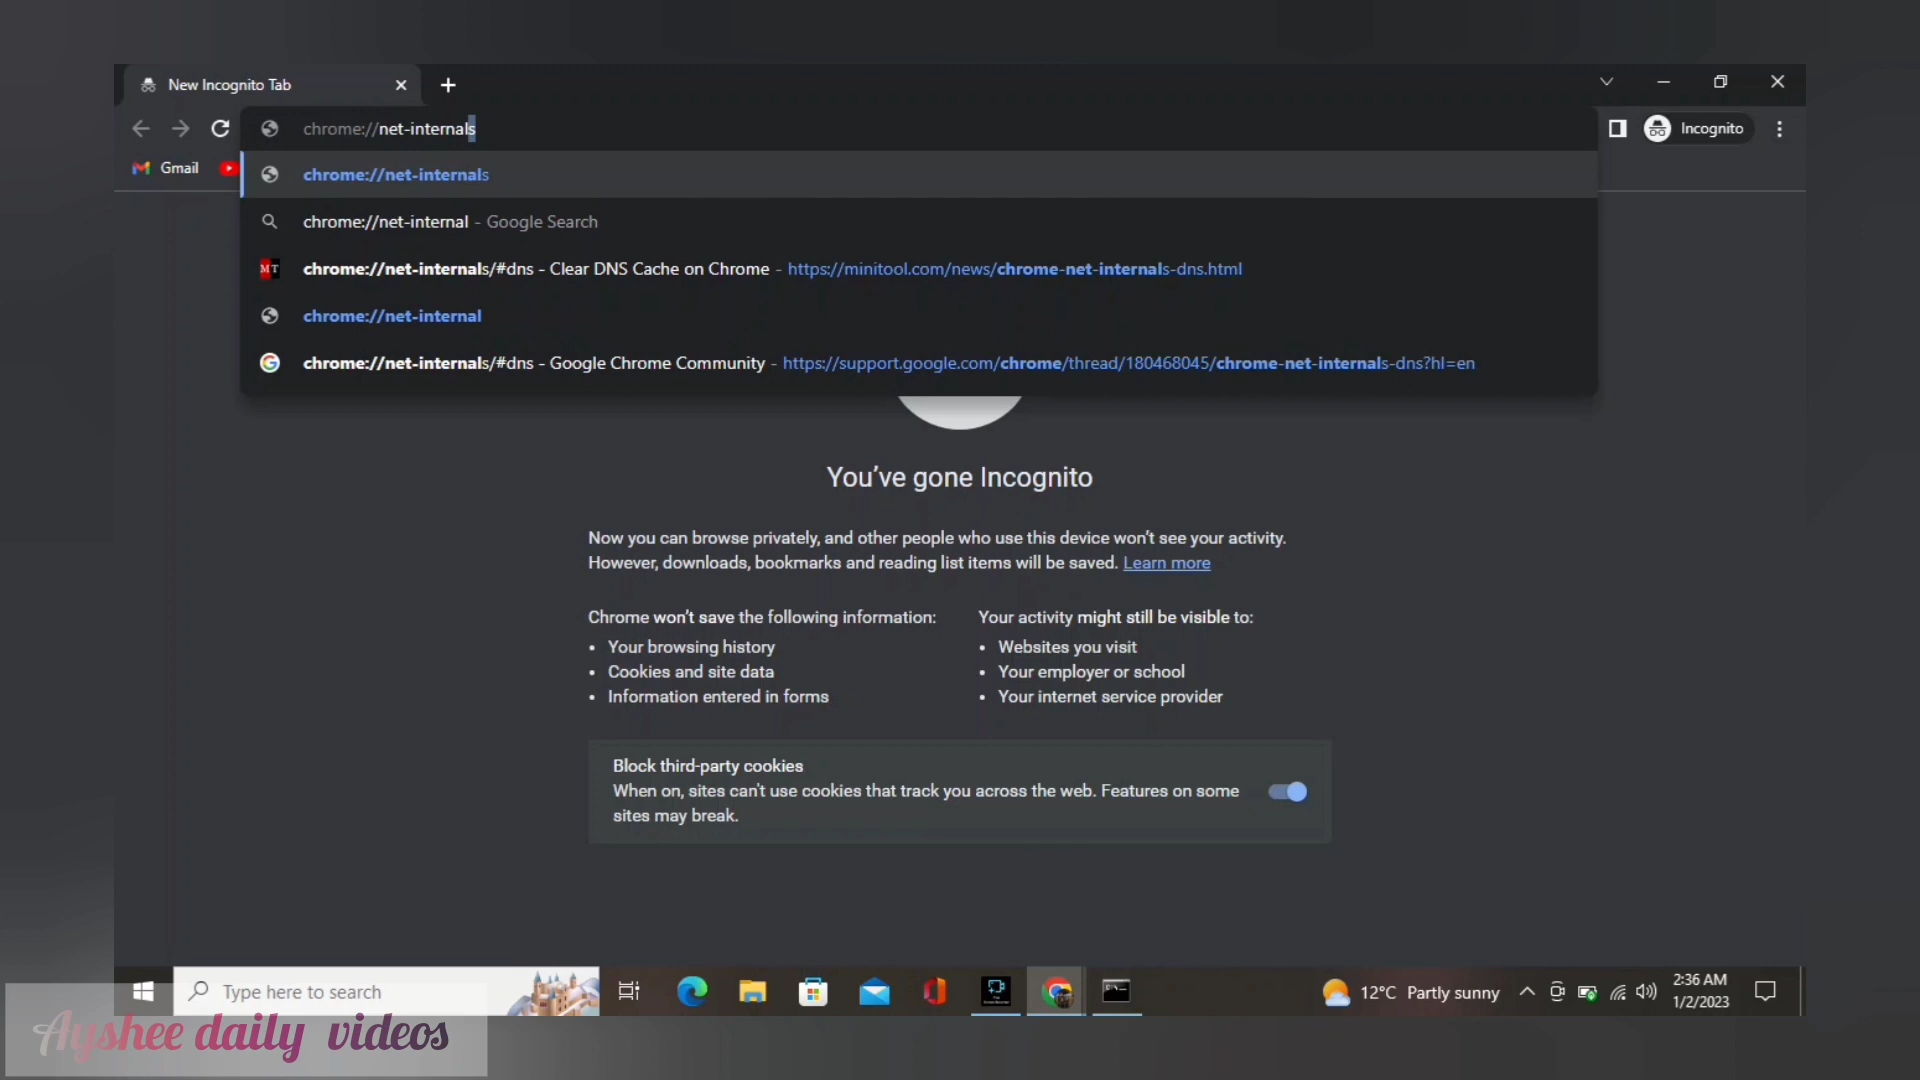 New Incognito Tab
chrome://net-internals
Incognito
Gmail
chrome://net-internals
chrome://net-internal - Google Search
MT chrome://net-internals/#dns - Clear DNS Cache on Chrome - https://minitool.com/news/chrome-net-internals-dns.html
chrome://net-internal
chrome://net-internals/#dns - Google Chrome Community - https://support.google.com/chrome/thread/180468045/chrome-net-internals-dns?hl=en
You've gone Incognito
Now you can browse privately, and other people who use this device won't see your activity.
However, downloads, bookmarks and reading list items will be saved. Learn more
Chrome won't save the following information:
• Your browsing history
• Cookies and site data
• Information entered in forms
Your activity might still be visible to:
• Websites you visit
• Your employer or school
• Your internet service provider
Block third-party cookies
When on, sites can't use cookies that track you across the web. Features on some
sites may break.
Type here to search
12°C Partly sunny
2:36 AM
1/2/2023
Ayshee daily videos